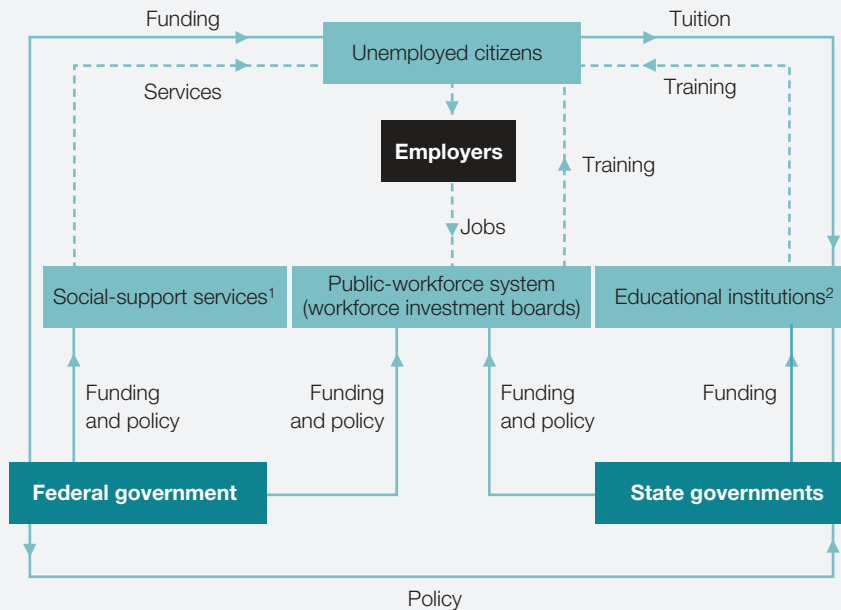 Funding
Tuition
Unemployed citizens
Services
Training
Employers
Training
Jobs
Social-support services¹
Public-workforce system
(workforce investment boards)
Educational institutions²
Funding
and policy
Funding
and policy
Funding
and policy
Funding
Federal government
State governments
Policy